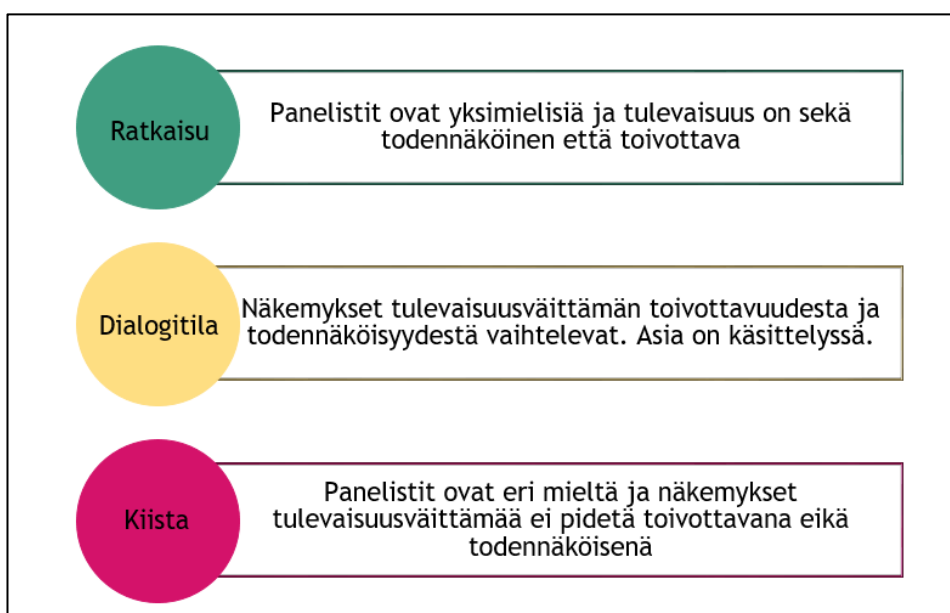 Ratkaisu
Panelistit ovat yksimielisiä ja tulevaisuus on sekä
todennäköinen että toivottava
Dialogitila
Näkemykset tulevaisuusväittämän toivottavuudesta ja
todennäköisyydestä vaihtelevat. Asia on käsittelyssä.
Kiista
Panelistit ovat eri mieltä ja näkemykset
tulevaisuusväittämää ei pidetä toivottavana eikä
todennäköisenä